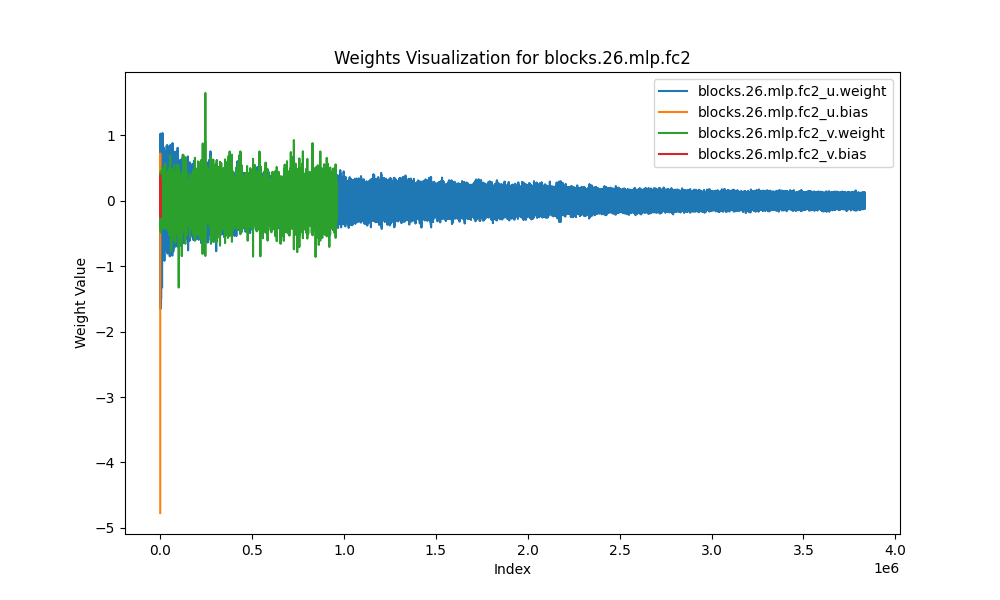 Weights Visualization for blocks.26.mlp.fc2
blocks.26.mlp.fc2_u.weight
blocks.26.mlp.fc2_u.bias
blocks.26.mlp.fc2_v.weight
blocks.26.mlp.fc2_v.bias
Weight Value
1
0
−1
−2
−3
−4
−5
0.0 0.5 1.0 1.5 2.0 2.5 3.0 3.5 4.0
1e6
Index